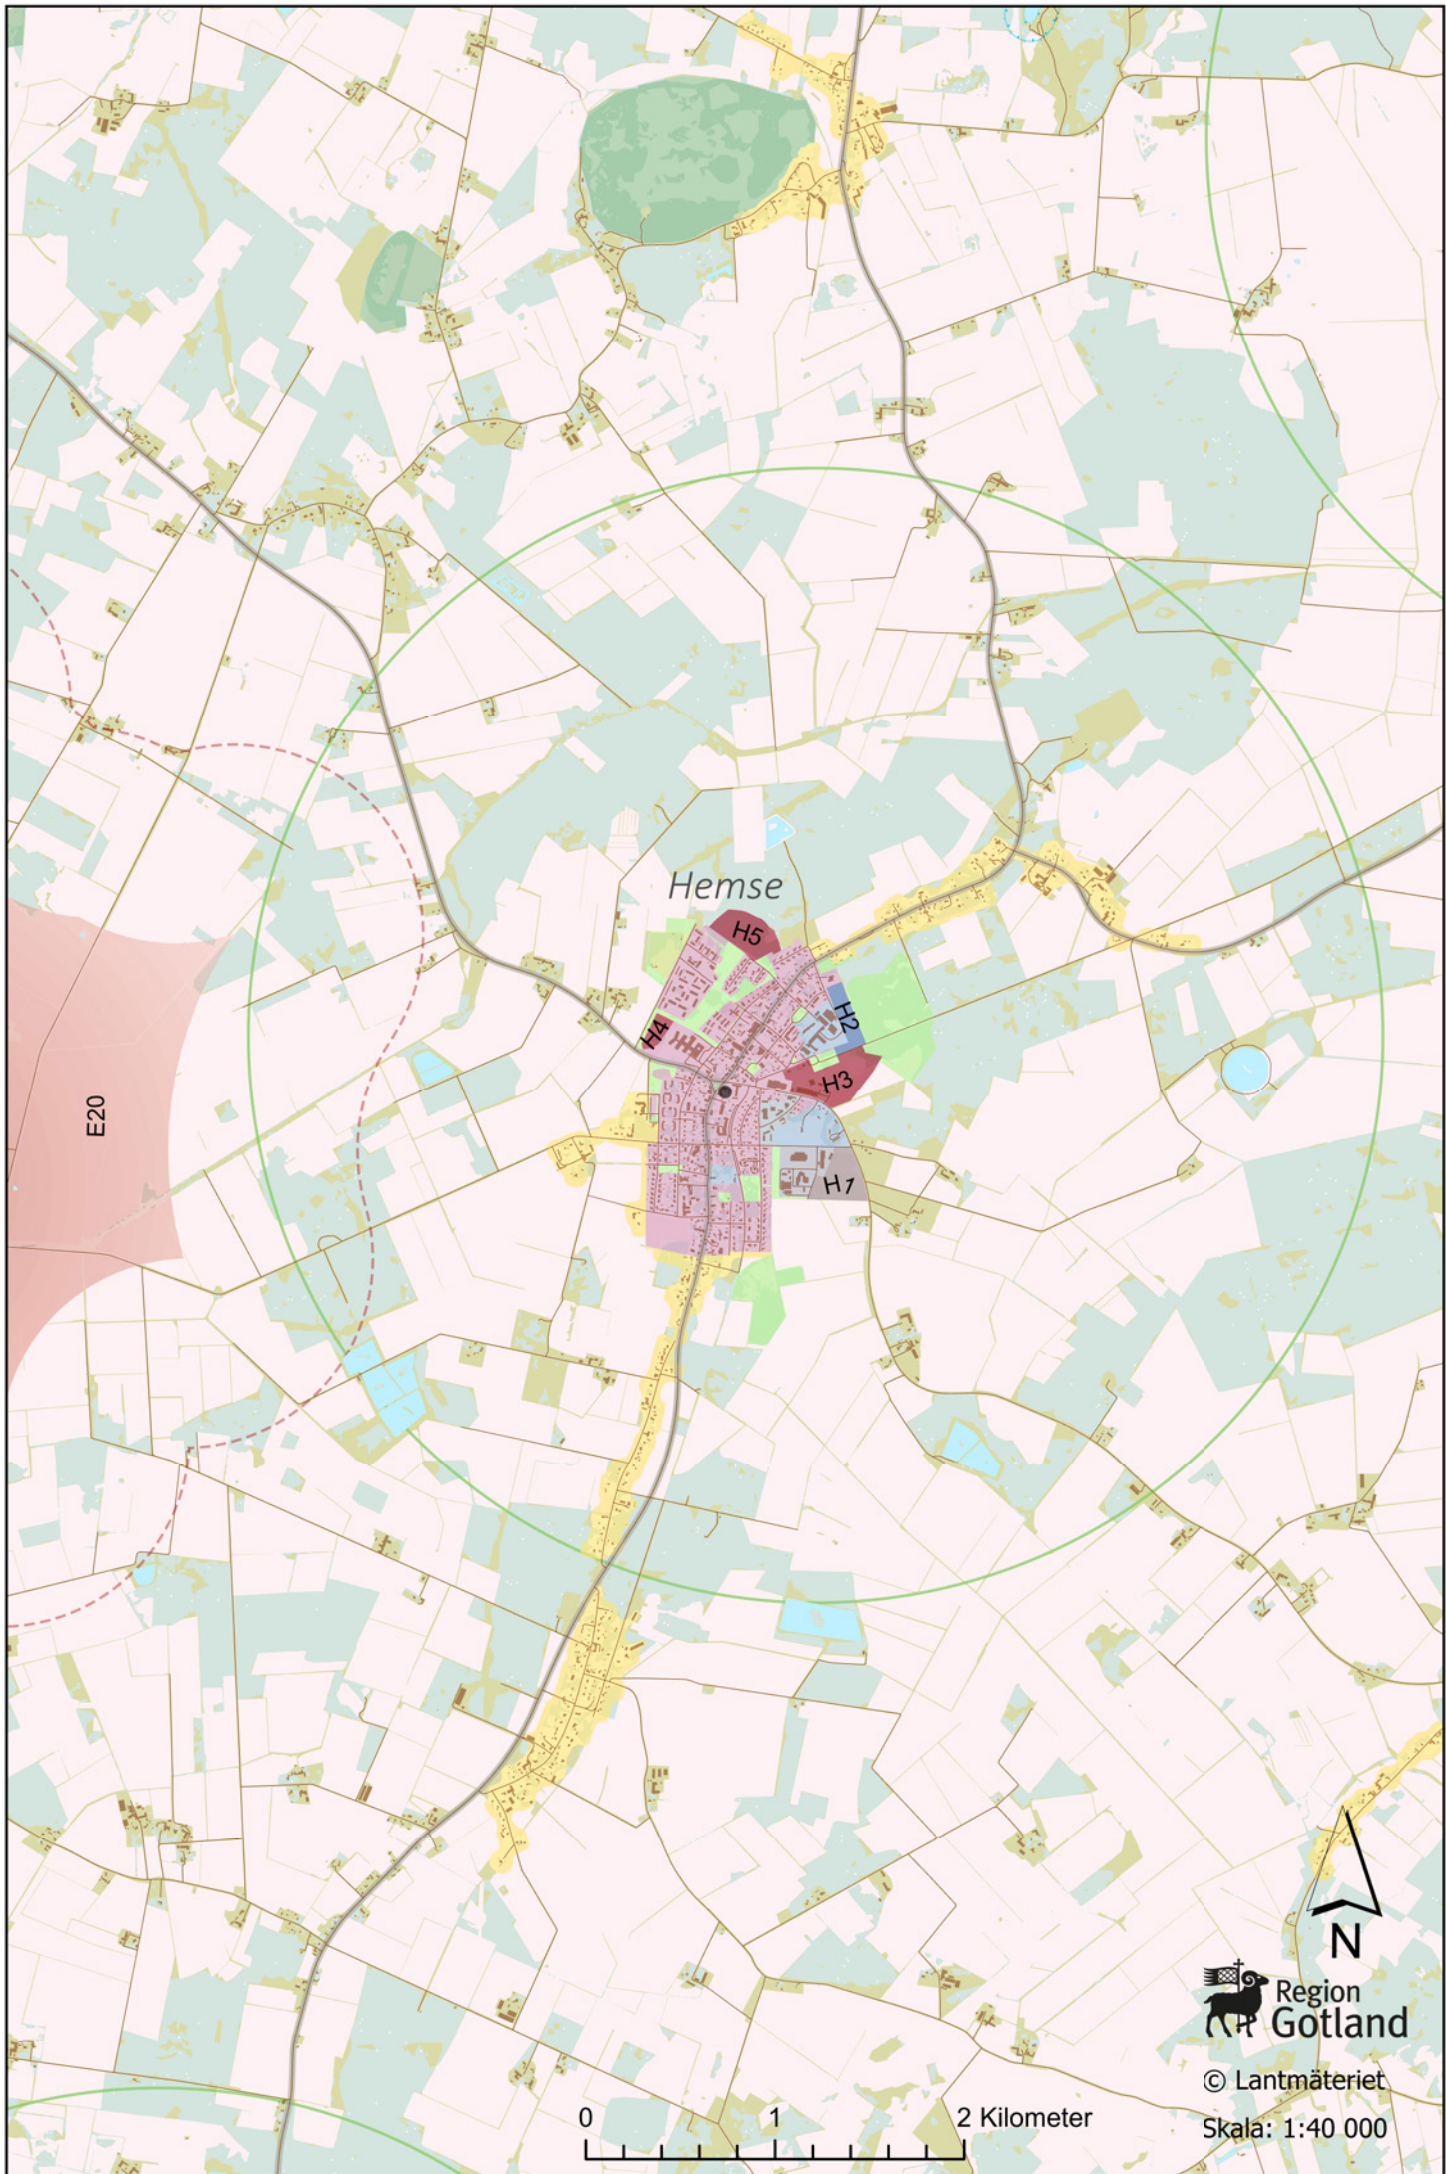 Hemse
H5
H2
H4
H3
E20
H1
N
Region
Gotland
© Lantmäteriet
0 1 2 Kilometer
Skala: 1:40 000